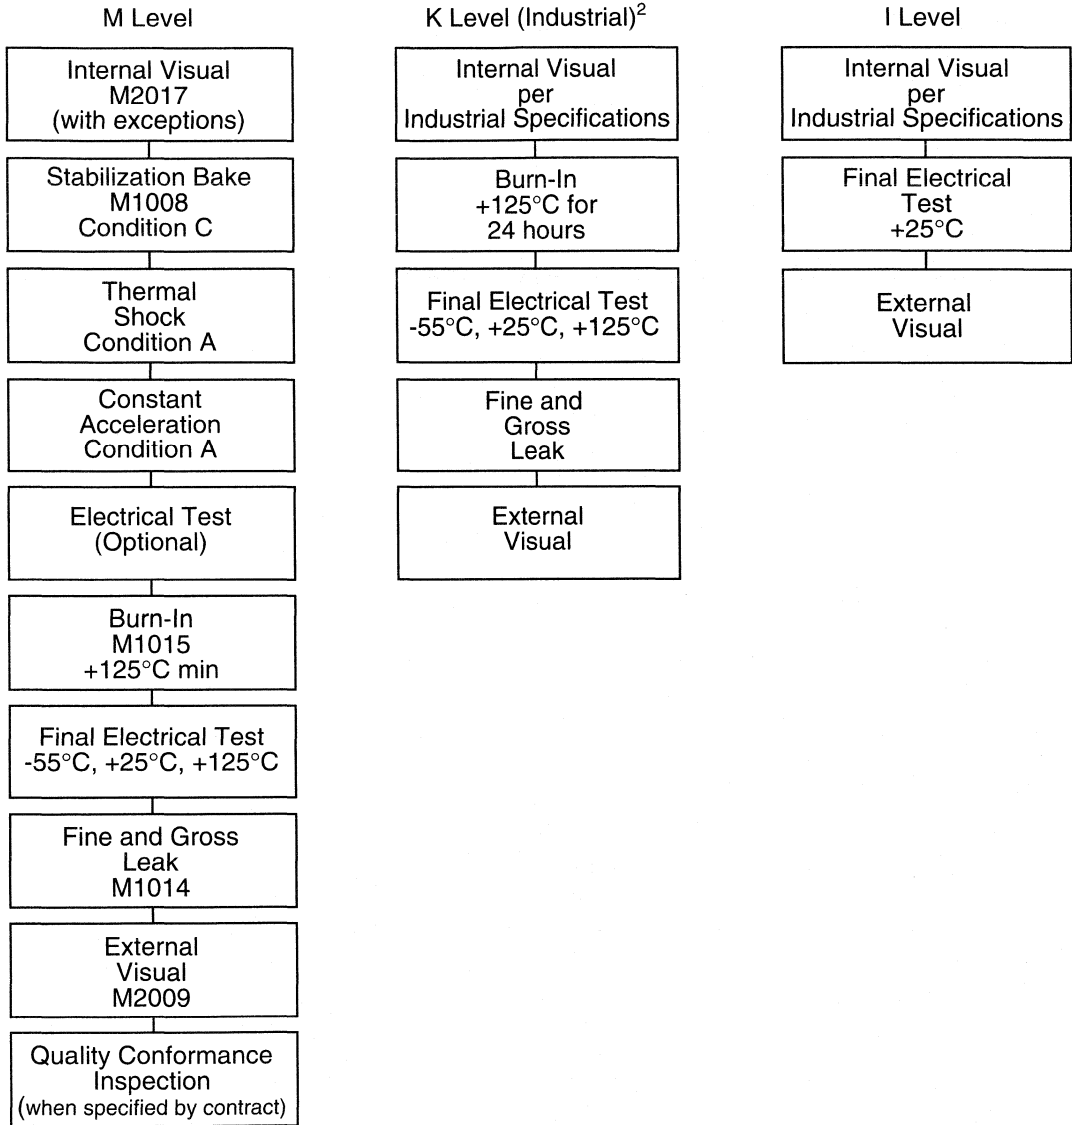 M Level
Internal Visual
M2017
(with exceptions)
Stabilization Bake
M1008
Condition C
Thermal
Shock
Condition A
Constant
Acceleration
Condition A
Electrical Test
(Optional)
Burn-In
M1015
+125°C min
Final Electrical Test
-55°C, +25°C, +125°C
Fine and Gross
Leak
M1014
External
Visual
M2009
Quality Conformance
Inspection
(when specified by contract)
K Level (Industrial)²
Internal Visual
per
Industrial Specifications
Burn-In
+125°C for
24 hours
Final Electrical Test
-55°C, +25°C, +125°C
Fine and
Gross
Leak
External
Visual
I Level
Internal Visual
per
Industrial Specifications
Final Electrical
Test
+25°C
External
Visual